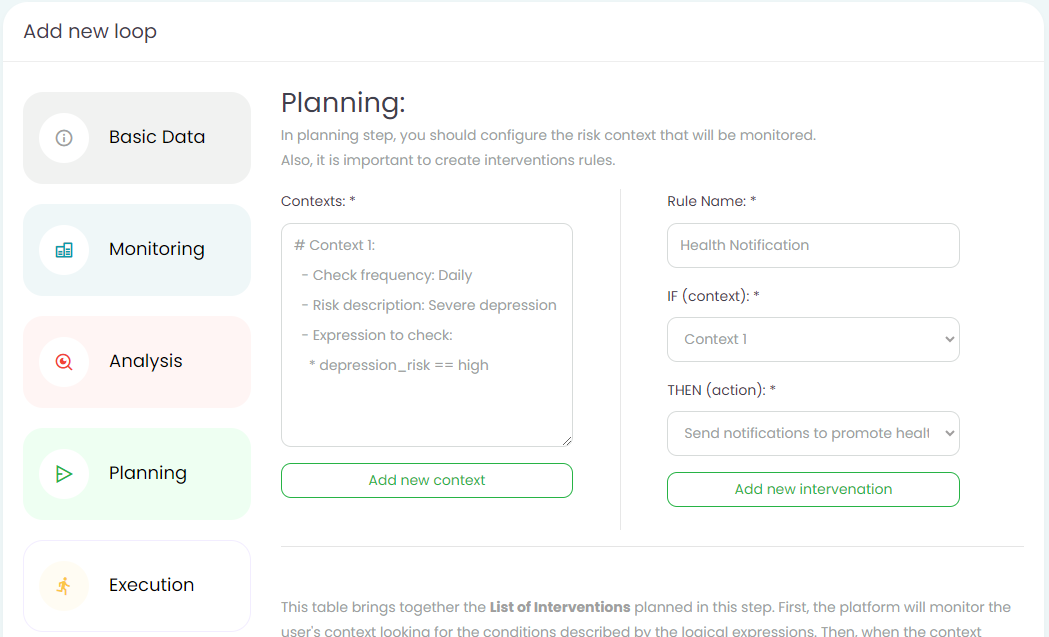 Add new loop
Basic Data
Monitoring
Analysis
Planning
Execution
Planning:
In planning step, you should configure the risk context that will be monitored.
Also, it is important to create interventions rules.
Contexts: *
# Context 1:
- Check frequency: Daily
- Risk description: Severe depression
- Expression to check:
* depression_risk == high
Add new context
Rule Name: *
Health Notification
IF (context): *
Context 1
THEN (action): *
Send notifications to promote healt
Add new intervenation
This table brings together the List of Interventions planned in this step. First, the platform will monitor the
user's context looking for the conditions described by the logical expressions. Then, when the context